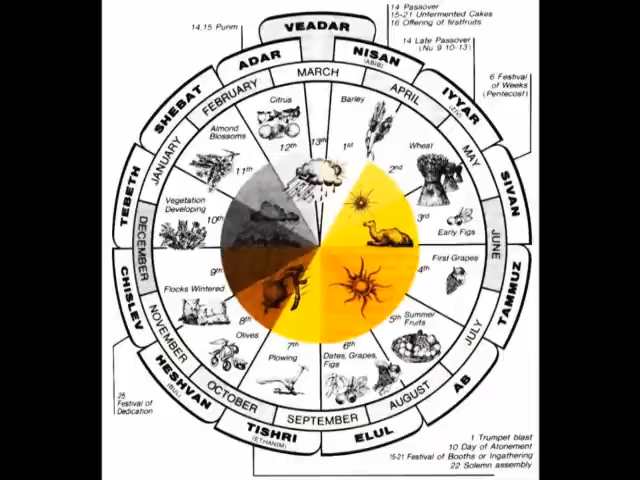 14 Passover
15-21 Unfermented Cakes
16 Offering of firstfruits
14,15 Purim
14 Late Passover
(Nu 9 10-13)
6 Festival
of Weeks
(Pentecost)
VEADAR
NISAN
(ABIB)
IYYAR
(ZIV)
SIVAN
TAMMUZ
AB
ELUL
TISHRI
(ETHANIM)
HESHVAN
(BUL)
CHISLEV
TEBETH
SHEBAT
ADAR
MARCH
APRIL
MAY
JUNE
JULY
AUGUST
SEPTEMBER
OCTOBER
NOVEMBER
DECEMBER
JANUARY
FEBRUARY
Barley
1st
Wheat
2nd
3rd
Early Figs
First Grapes
4th
Summer
Fruits
5th
6th
Dates, Grapes,
Figs
7th
Plowing
8th
Olives
9th
Flocks Wintered
Vegetation
Developing
10th
Almond
Blossoms
11th
Citrus
12th
13th
25
Festival of
Dedication
1 Trumpet blast
10 Day of Atonement
15-21 Festival of Booths or Ingathering
22 Solemn assembly